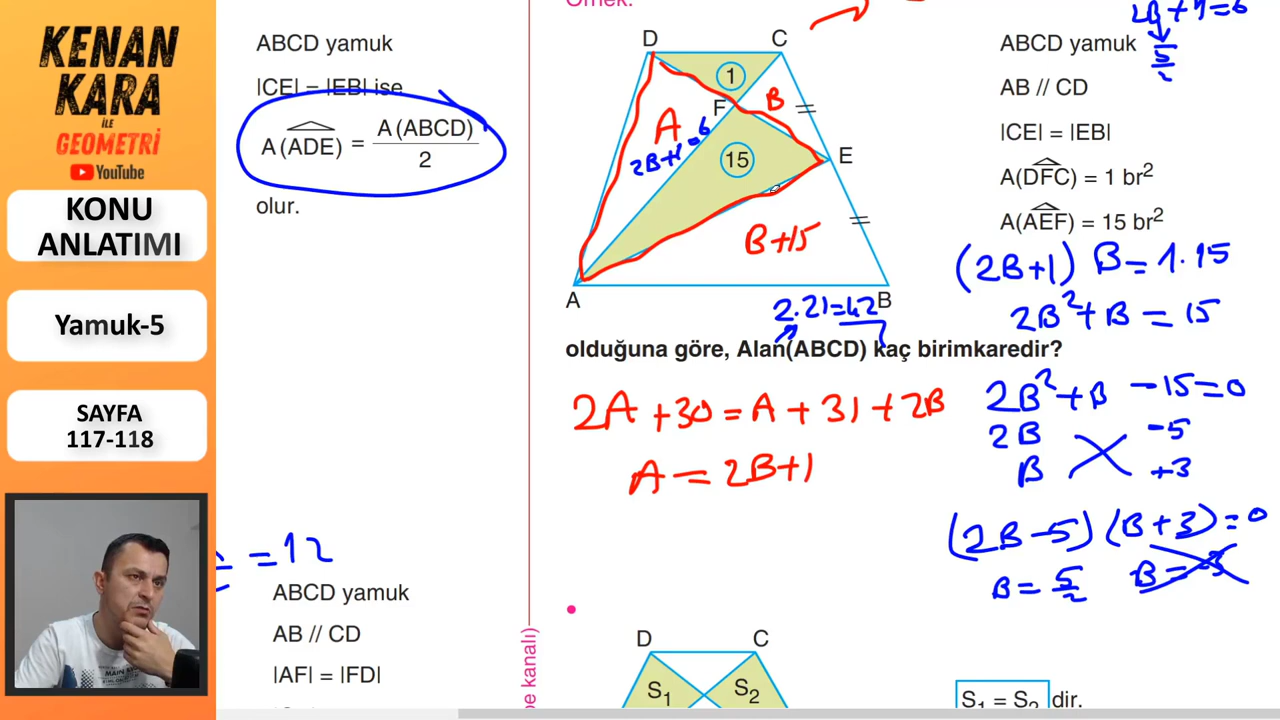 KENAN
KARA
İLE
GEOMETRİ
YouTube
KONU
ANLATIMI
Yamuk-5
SAYFA
117-118
ABCD yamuk
|CE| = |EB| ise
A(ADE) = A(ABCD)
2
olur.
= 12
ABCD yamuk
AB // CD
|AF| = |FD|
Örnek:
D C
1
F B
A
2B+1=6
15
E
B+15
A B
2.21=42
ABCD yamuk
5
2
AB // CD
|CE| = |EB|
A(DFC) = 1 br²
A(AEF) = 15 br²
(2B+1) B = 1.15
2B²+B = 15
olduğuna göre, Alan(ABCD) kaç birimkaredir?
2A+30 = A+31+2B
A = 2B+1
2B²+B-15=0
2B -5
B +3
(2B-5)(B+3)=0
B = 5/2 B = -3
D C
S₁ S₂
S₁ = S₂ dir.